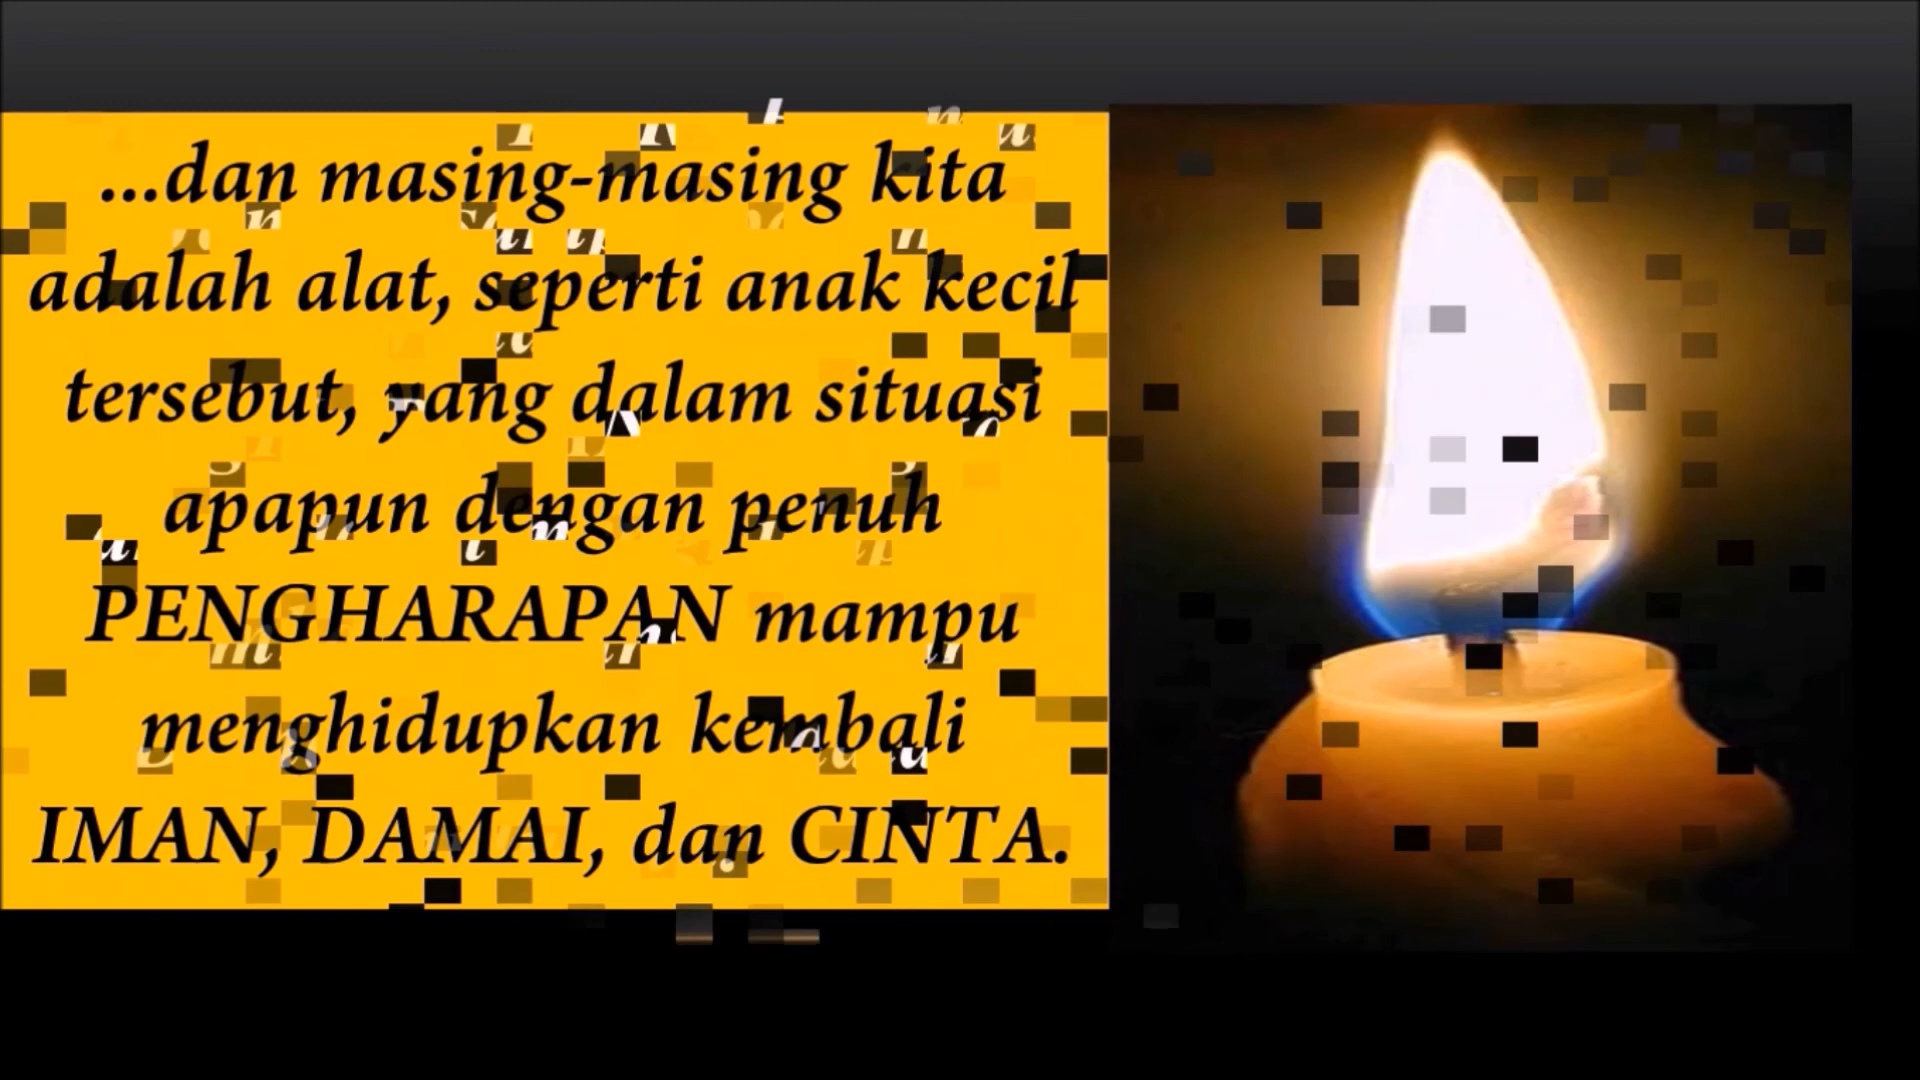 ...dan masing-masing kita
adalah alat, seperti anak kecil
tersebut, yang dalam situasi
apapun dengan penuh
PENGHARAPAN mampu
menghidupkan kembali
IMAN, DAMAI, dan CINTA.